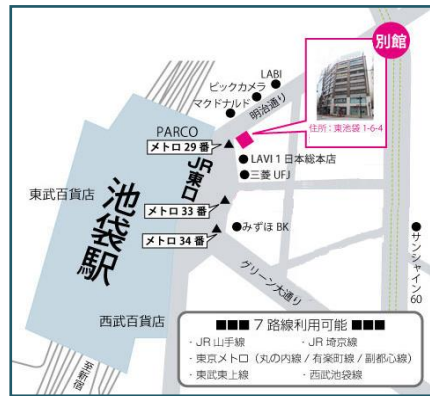 別館
LABI
ビックカメラ
マクドナルド
明治通り
住所：東池袋 1-6-4
PARCO
メトロ 29 番
JR 東口
LAVI 1 日本総本店
三菱 UFJ
東武百貨店
池袋駅
メトロ 33 番
メトロ 34 番
みずほ BK
サンシャイン60
グリーン大通り
西武百貨店
至新宿
■■■ 7 路線利用可能 ■■■
・JR 山手線
・JR 埼京線
・東京メトロ（丸の内線 / 有楽町線 / 副都心線）
・東武東上線
・西武池袋線